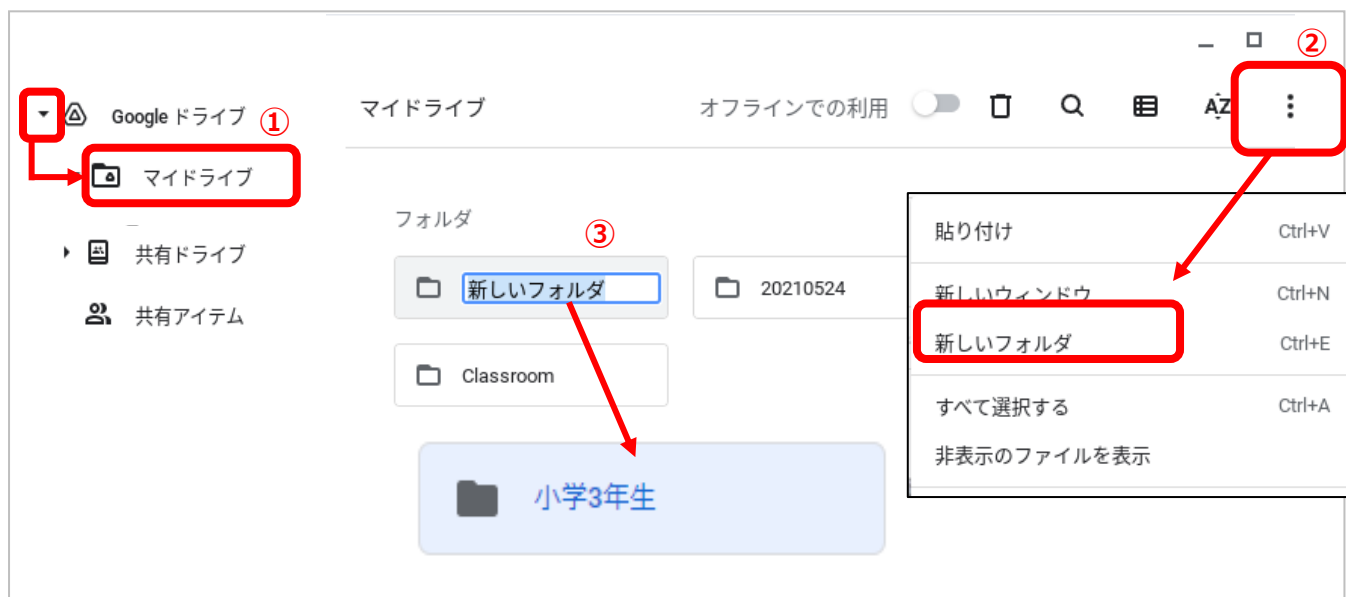 ②
Google ドライブ
①
マイドライブ
オフラインでの利用
AZ
マイドライブ
共有ドライブ
共有アイテム
フォルダ
③
新しいフォルダ
20210524
Classroom
小学3年生
貼り付け Ctrl+V
新しいウィンドウ Ctrl+N
新しいフォルダ Ctrl+E
すべて選択する Ctrl+A
非表示のファイルを表示